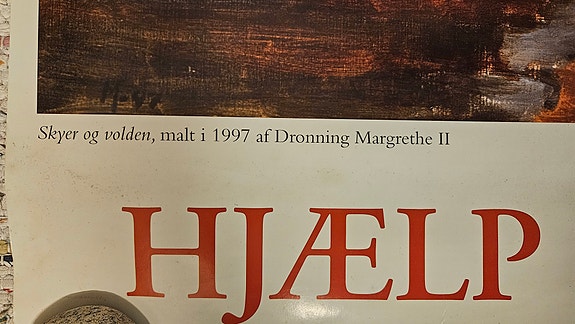 Skyer og volden, malt i 1997 af Dronning Margrethe II
HJÆLP